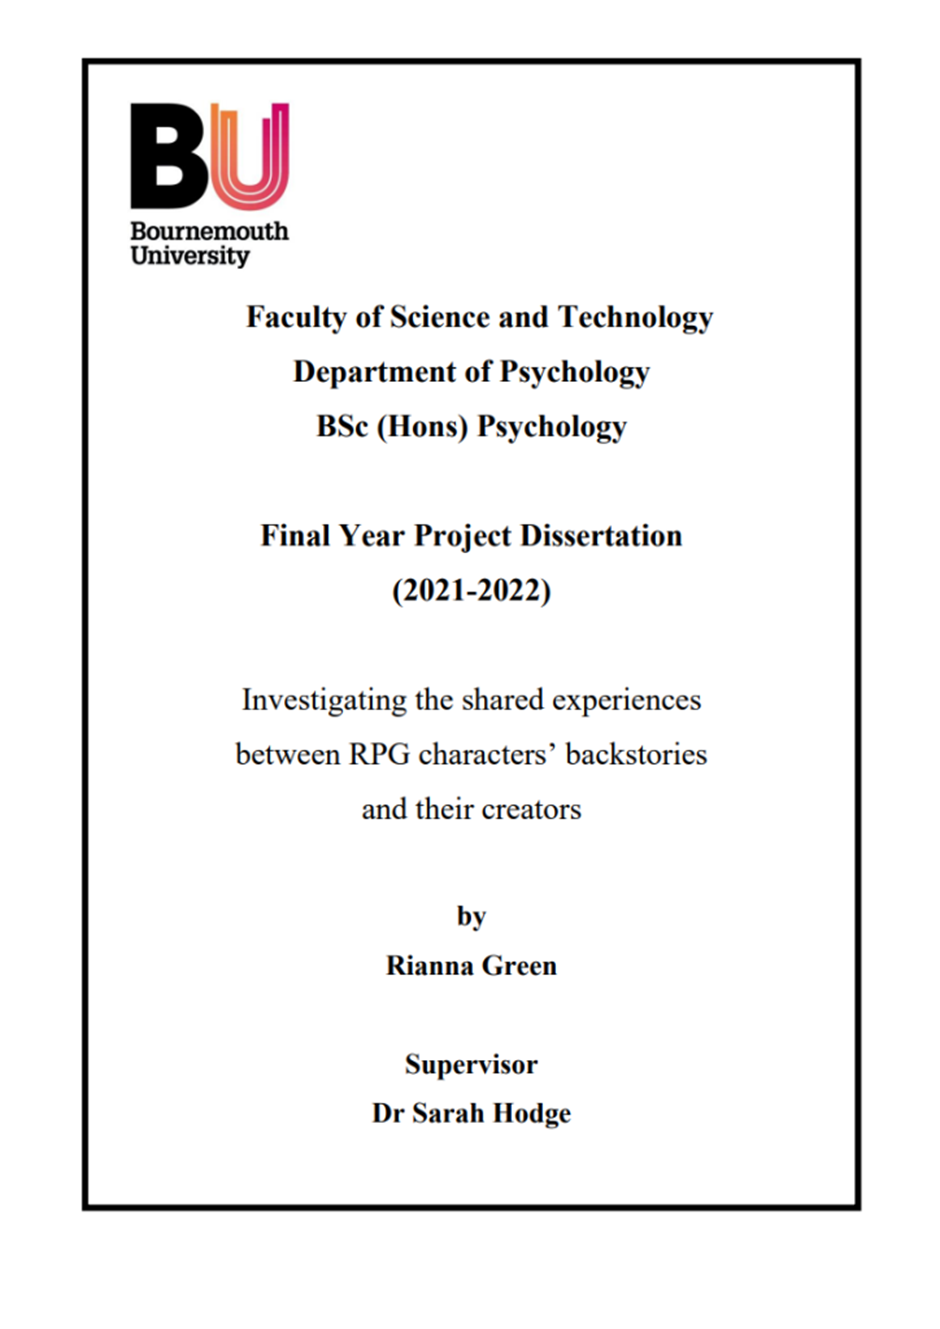 BU
Bournemouth
University
Faculty of Science and Technology
Department of Psychology
BSc (Hons) Psychology
Final Year Project Dissertation
(2021-2022)
Investigating the shared experiences
between RPG characters’ backstories
and their creators
by
Rianna Green
Supervisor
Dr Sarah Hodge